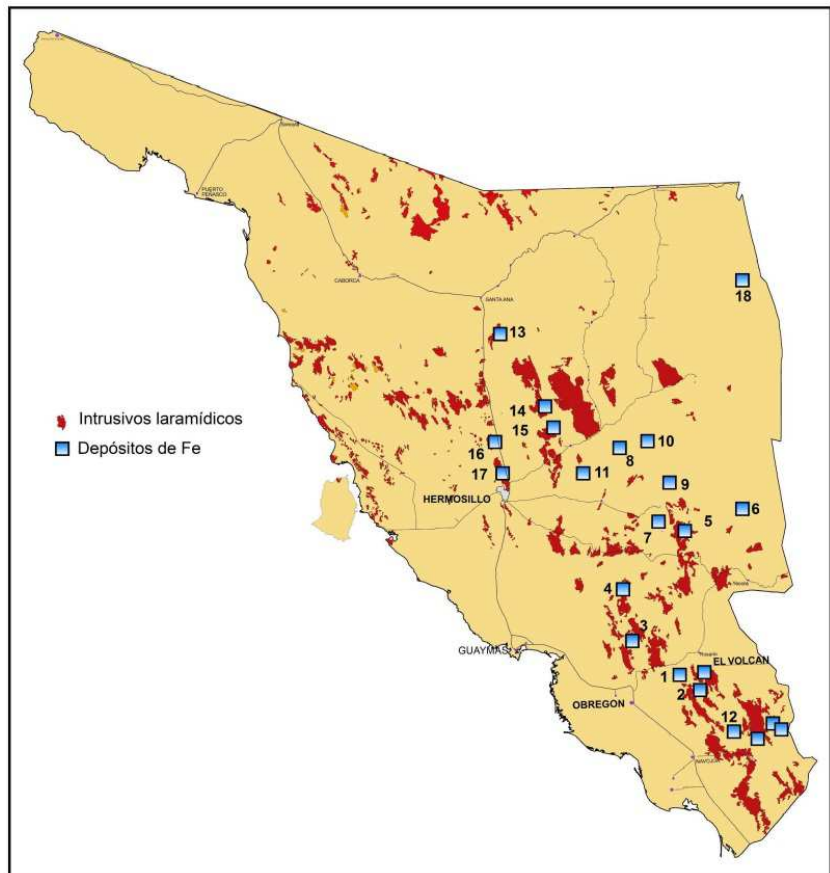 PUERTO
PEÑASCO
CABORCA
SANTA-ANA
18
13
Intrusivos laramídicos
Depósitos de Fe
14
15
16
10
8
17
11
HERMOSILLO
9
6
5
7
4
3
GUAYMAS
EL VOLCAN
1
2
OBREGON
12
NAVOJOA